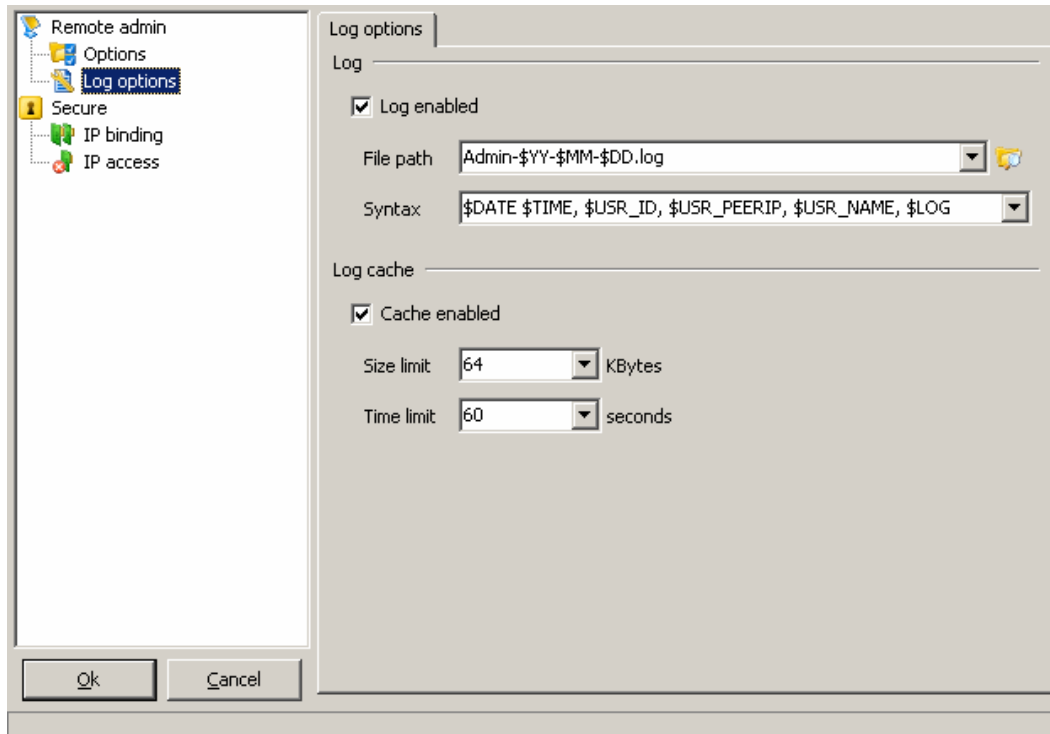 Remote admin
Options
Log options
Secure
IP binding
IP access
Ok
Cancel
Log options
Log
Log enabled
File path
Admin-$YY-$MM-$DD.log
Syntax
$DATE $TIME, $USR_ID, $USR_PEERIP, $USR_NAME, $LOG
Log cache
Cache enabled
Size limit
64
KBytes
Time limit
60
seconds